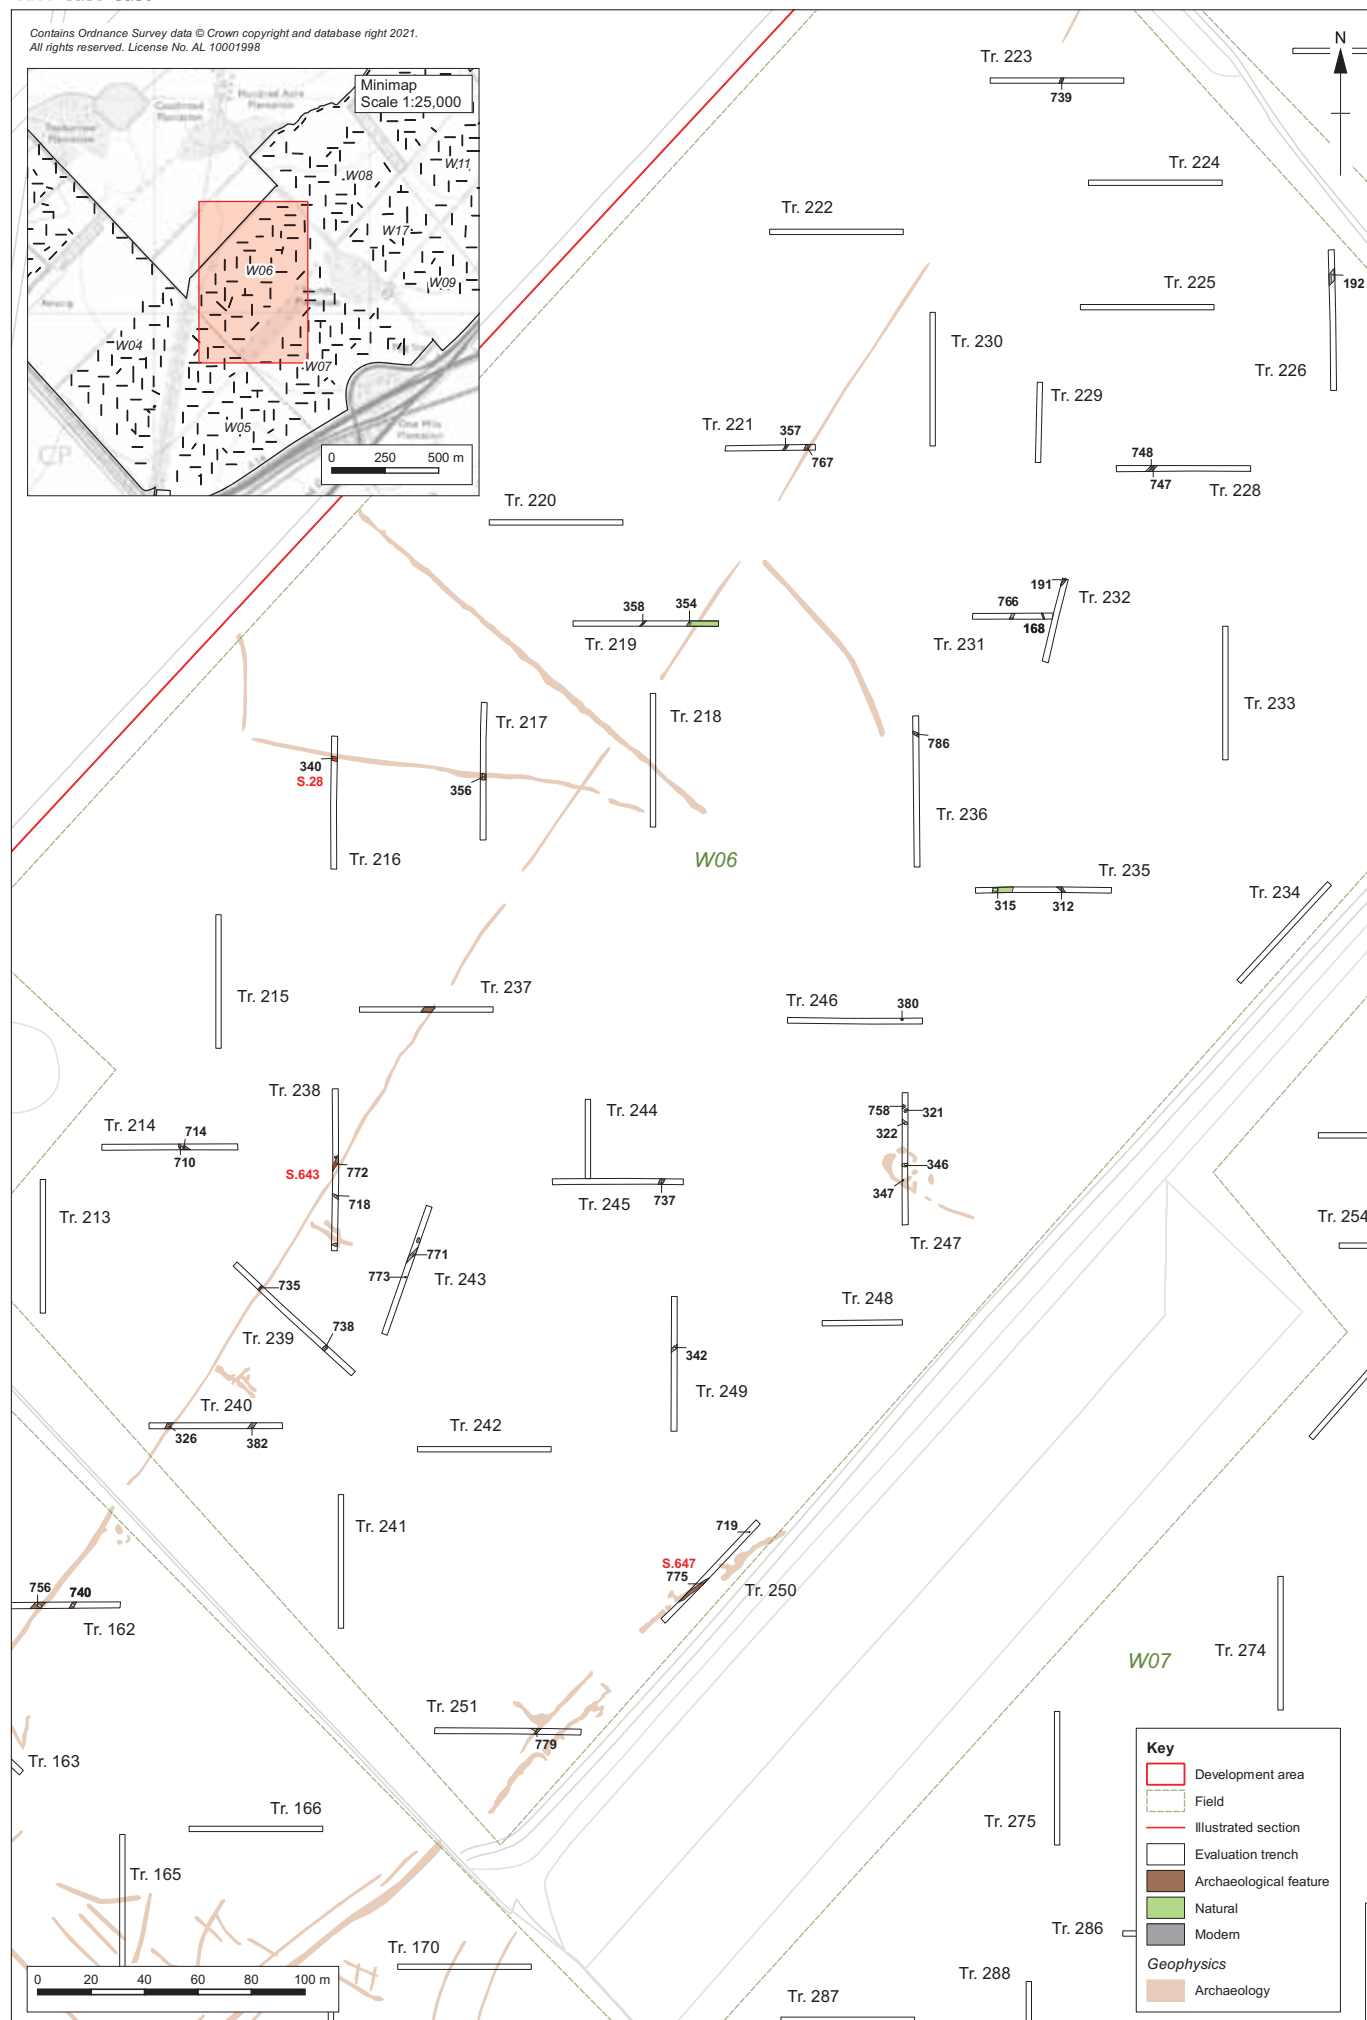 Contains Ordnance Survey data © Crown copyright and database right 2021.
All rights reserved. License No. AL 10001998
Minimap
Scale 1:25,000
Hundred Acre
Plantation
W11
W08
W17
W06
W09
W04
W07
W05
One Mile
Plantation
CP
0 250 500 m
N
Tr. 223
739
Tr. 224
Tr. 222
192
Tr. 225
Tr. 230
Tr. 226
Tr. 229
Tr. 221
357
767
748
747
Tr. 228
Tr. 220
191
Tr. 232
766
168
Tr. 231
358
354
Tr. 219
Tr. 233
Tr. 217
Tr. 218
340
S.28
786
356
Tr. 236
Tr. 216
W06
Tr. 235
315
312
Tr. 234
Tr. 215
Tr. 237
Tr. 246
380
Tr. 238
Tr. 244
758
321
322
Tr. 214
714
710
S.643
772
346
347
718
Tr. 245
737
Tr. 213
Tr. 254
Tr. 247
771
773
Tr. 243
735
Tr. 248
738
Tr. 239
342
Tr. 249
Tr. 240
326
382
Tr. 242
Tr. 241
719
S.647
775
Tr. 250
756
740
Tr. 162
Tr. 274
W07
Tr. 251
779
Tr. 163
Tr. 166
Tr. 275
Tr. 165
Tr. 286
Tr. 170
Tr. 288
Tr. 287
0 20 40 60 80 100 m
Key
Development area
Field
Illustrated section
Evaluation trench
Archaeological feature
Natural
Modern
Geophysics
Archaeology